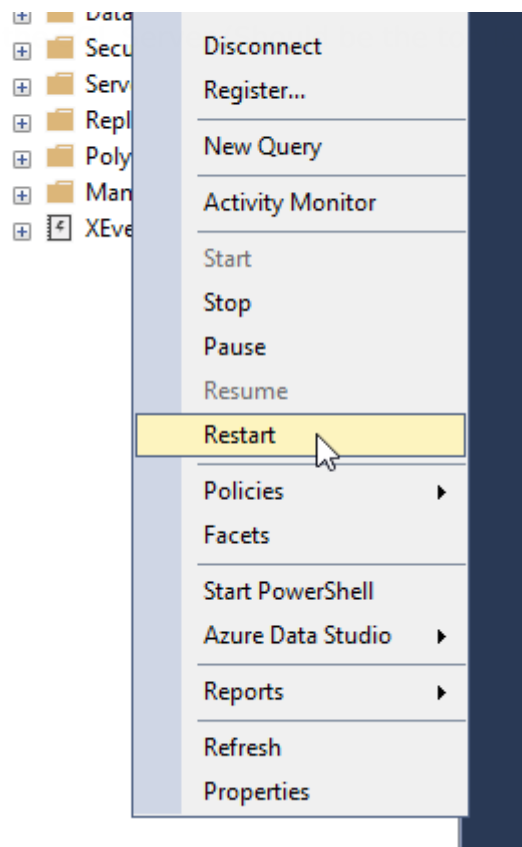 Data
Secu
Serv
Repl
Poly
Man
XEve
Disconnect
Register...
New Query
Activity Monitor
Start
Stop
Pause
Resume
Restart
Policies
Facets
Start PowerShell
Azure Data Studio
Reports
Refresh
Properties